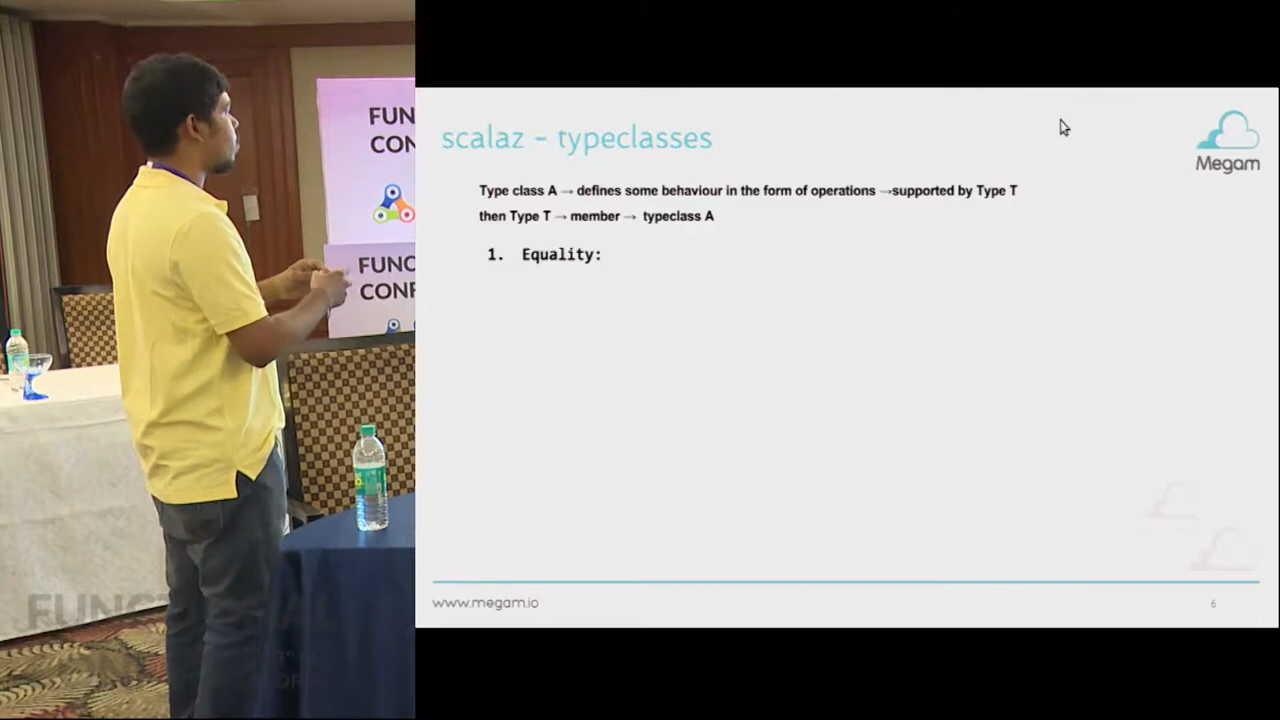 FUN
CON
FUNC
CONF
FUNCT
scalaz – typeclasses
Megam
Type class A → defines some behaviour in the form of operations →supported by Type T
then Type T → member → typeclass A
1. Equality:
www.megam.io
6